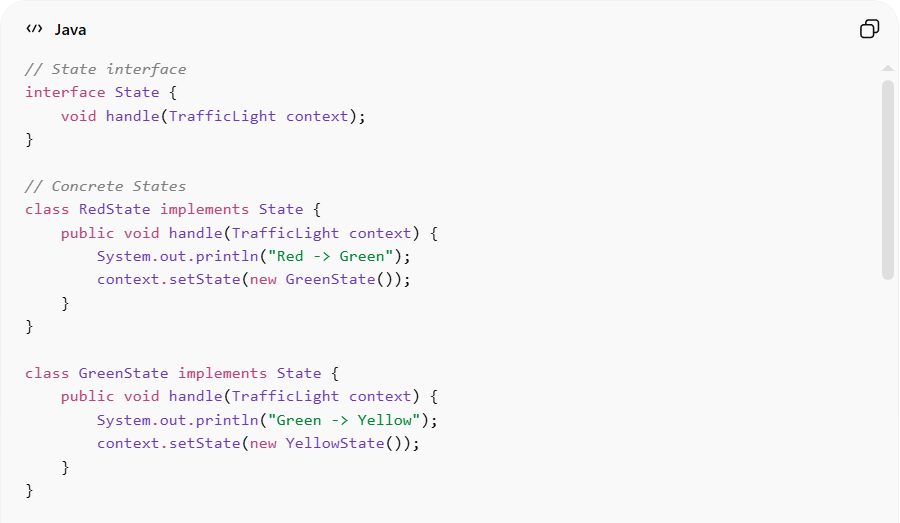 </> Java
// State interface
interface State {
    void handle(TrafficLight context);
}
// Concrete States
class RedState implements State {
    public void handle(TrafficLight context) {
        System.out.println("Red -> Green");
        context.setState(new GreenState());
    }
}
class GreenState implements State {
    public void handle(TrafficLight context) {
        System.out.println("Green -> Yellow");
        context.setState(new YellowState());
    }
}